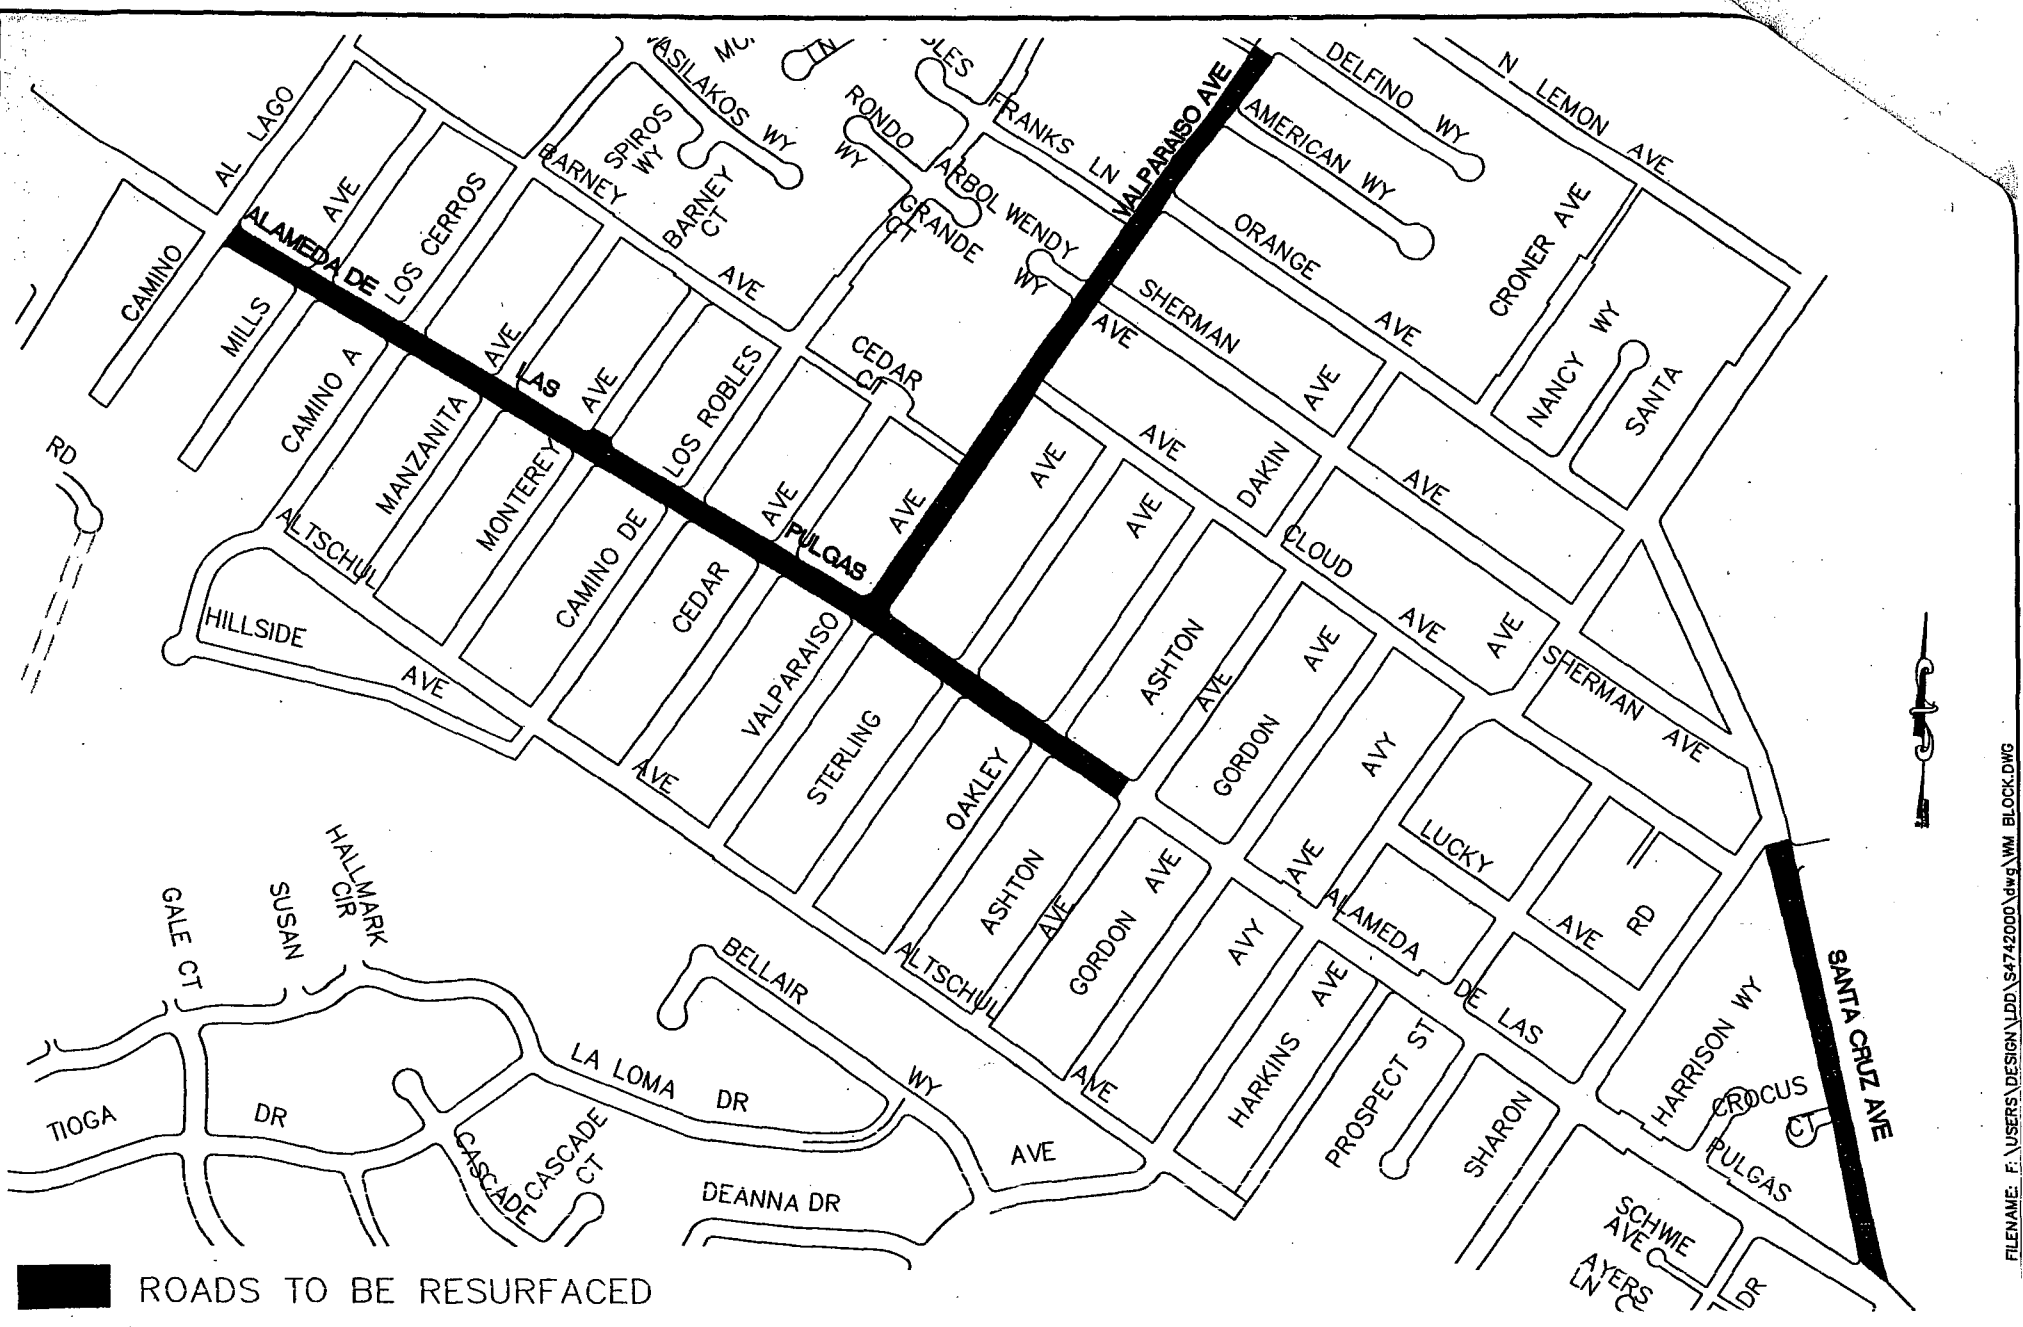 VASILAKOS WY
LN
DELFINO WY
N LEMON AVE
AL LAGO
SPIROS
WY
RONDO
WY
FRANKS LN
VALPARAISO AVE
AMERICAN WY
BARNEY AVE
BARNEY
CT
ARBOL
GRANDE
CT
WENDY
WY
ORANGE AVE
CRONER AVE
ALAMEDA DE LAS PULGAS
AVE
LOS CERROS
CAMINO
MILLS
CAMINO A
MANZANITA
AVE
MONTEREY
AVE
LOS ROBLES
CEDAR
CT
AVE
SHERMAN
AVE
DAKIN
AVE
NANCY WY
SANTA
RD
ALTSCHUL
CAMINO DE
CEDAR
AVE
VALPARAISO
AVE
AVE
AVE
AVE
CLOUD
AVE
AVE
AVE
SHERMAN
AVE
HILLSIDE
AVE
AVE
STERLING
OAKLEY
ASHTON
AVE
GORDON
AVE
AVY
AVE
LUCKY
AVE
RD
ASHTON
AVE
GORDON
AVE
AVY
ALAMEDA
DE LAS
PULGAS
HALLMARK
CIR
SUSAN
GALE CT
BELLAIR
WY
ALTSCHUL
AVE
HARKINS
AVE
PROSPECT ST
SHARON
HARRISON WY
CROCUS
CT
SANTA CRUZ AVE
TIOGA
DR
LA LOMA DR
CASCADE
CASCADE
CT
DEANNA DR
AVE
SCHWIE
AVE
AYERS
LN
DR
ROADS TO BE RESURFACED
FILENAME: F:\USERS\DESIGN\LDD\S4742000\dwg\WM BLOCK.DWG